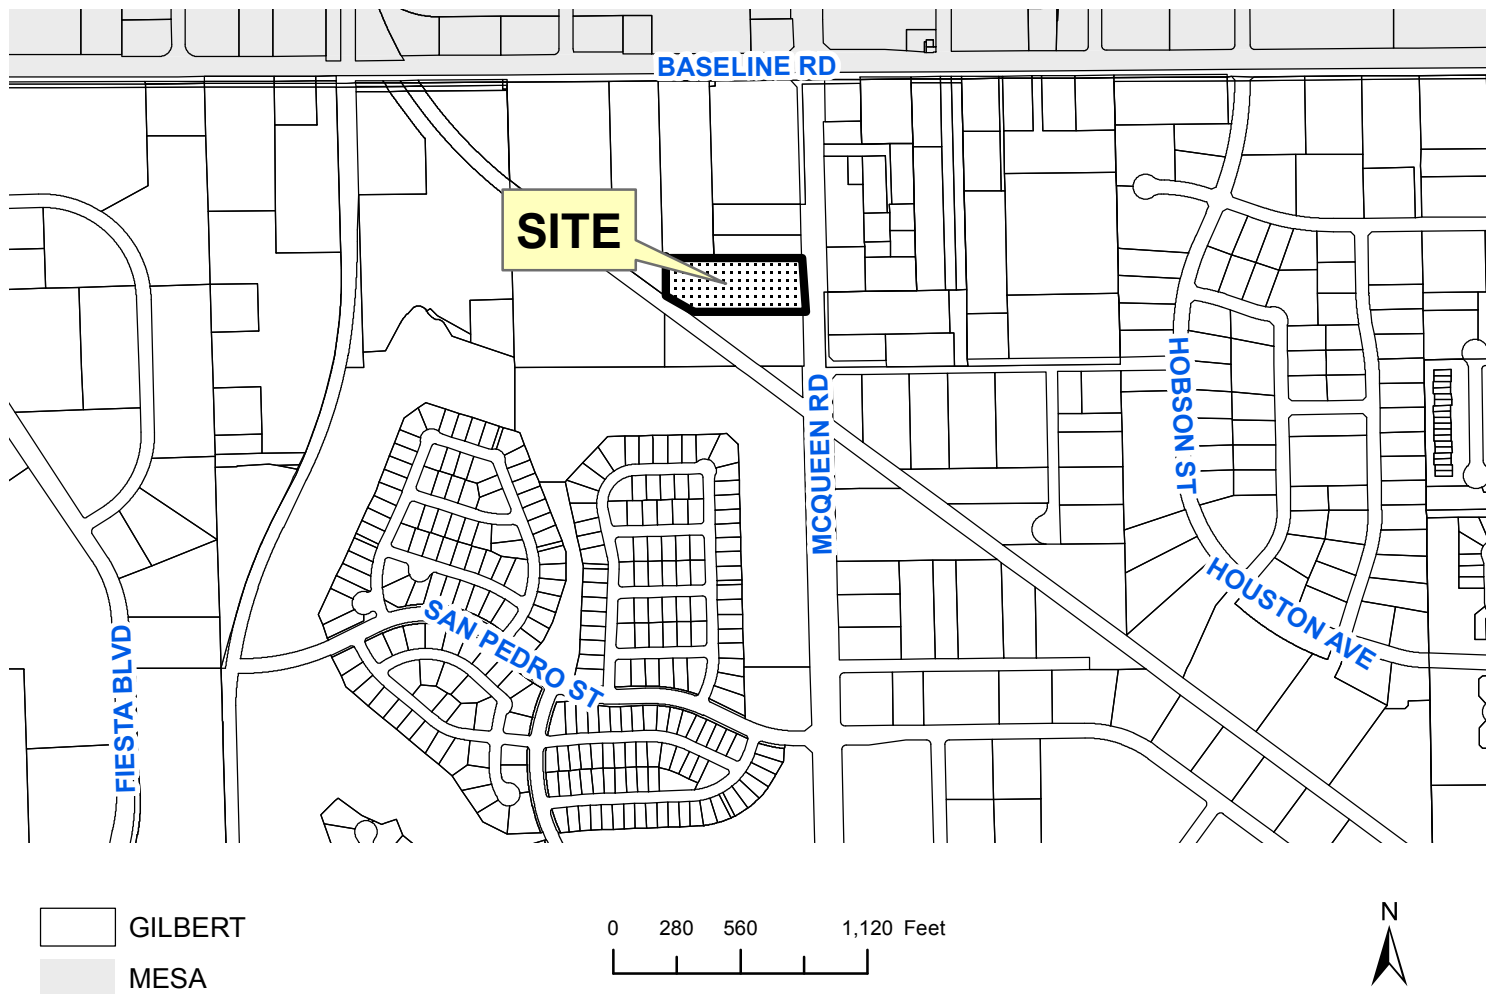 BASELINE RD
SITE
HOBSON ST
MCQUEEN RD
HOUSTON AVE
SAN PEDRO ST
FIESTA BLVD
GILBERT
MESA
0 280 560 1,120 Feet
N